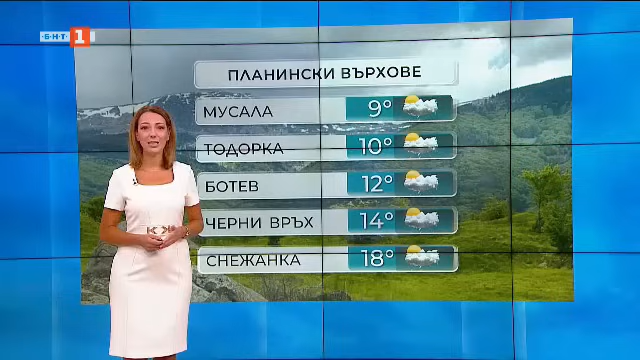 БНТ 1
ПЛАНИНСКИ ВЪРХОВЕ
МУСАЛА 9°
ТОДОРКА 10°
БОТЕВ 12°
ЧЕРНИ ВРЪХ 14°
СНЕЖАНКА 18°